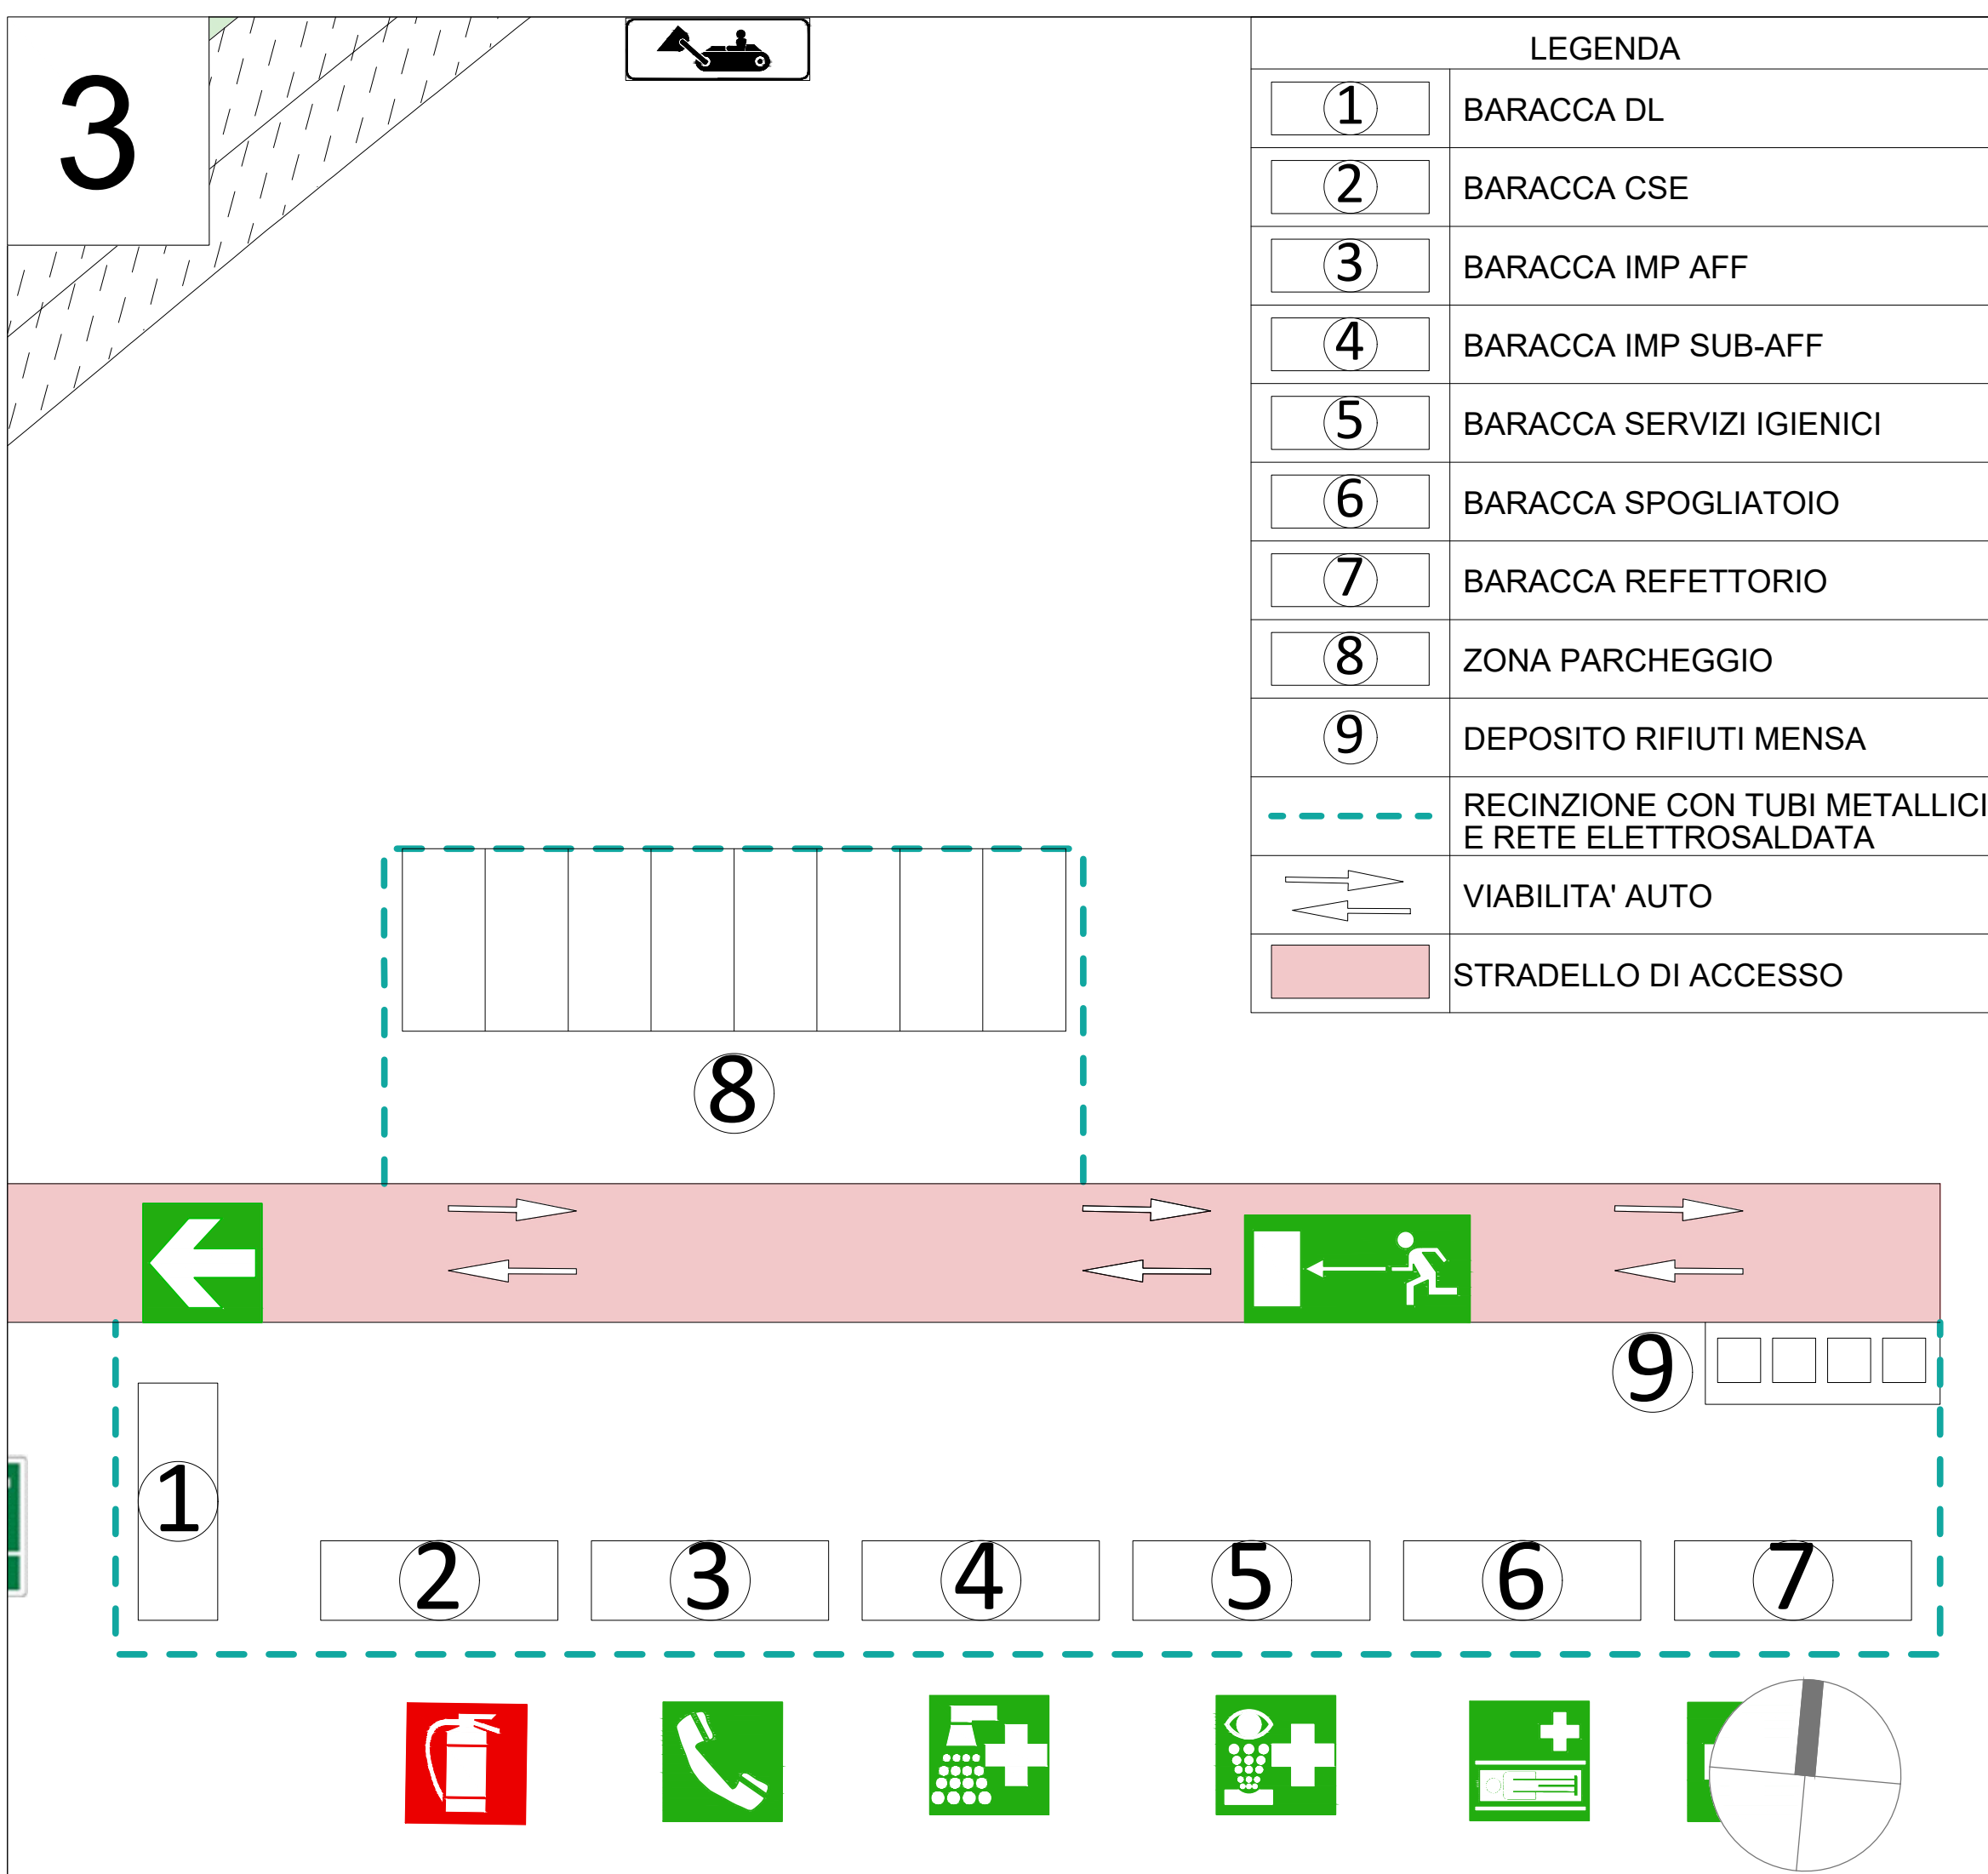 3
LEGENDA
1 BARACCA DL
2 BARACCA CSE
3 BARACCA IMP AFF
4 BARACCA IMP SUB-AFF
5 BARACCA SERVIZI IGIENICI
6 BARACCA SPOGLIATOIO
7 BARACCA REFETTORIO
8 ZONA PARCHEGGIO
9 DEPOSITO RIFIUTI MENSA
RECINZIONE CON TUBI METALLICI
E RETE ELETTROSALDATA
VIABILITA' AUTO
STRADELLO DI ACCESSO
8
9
1
2 3 4 5 6 7